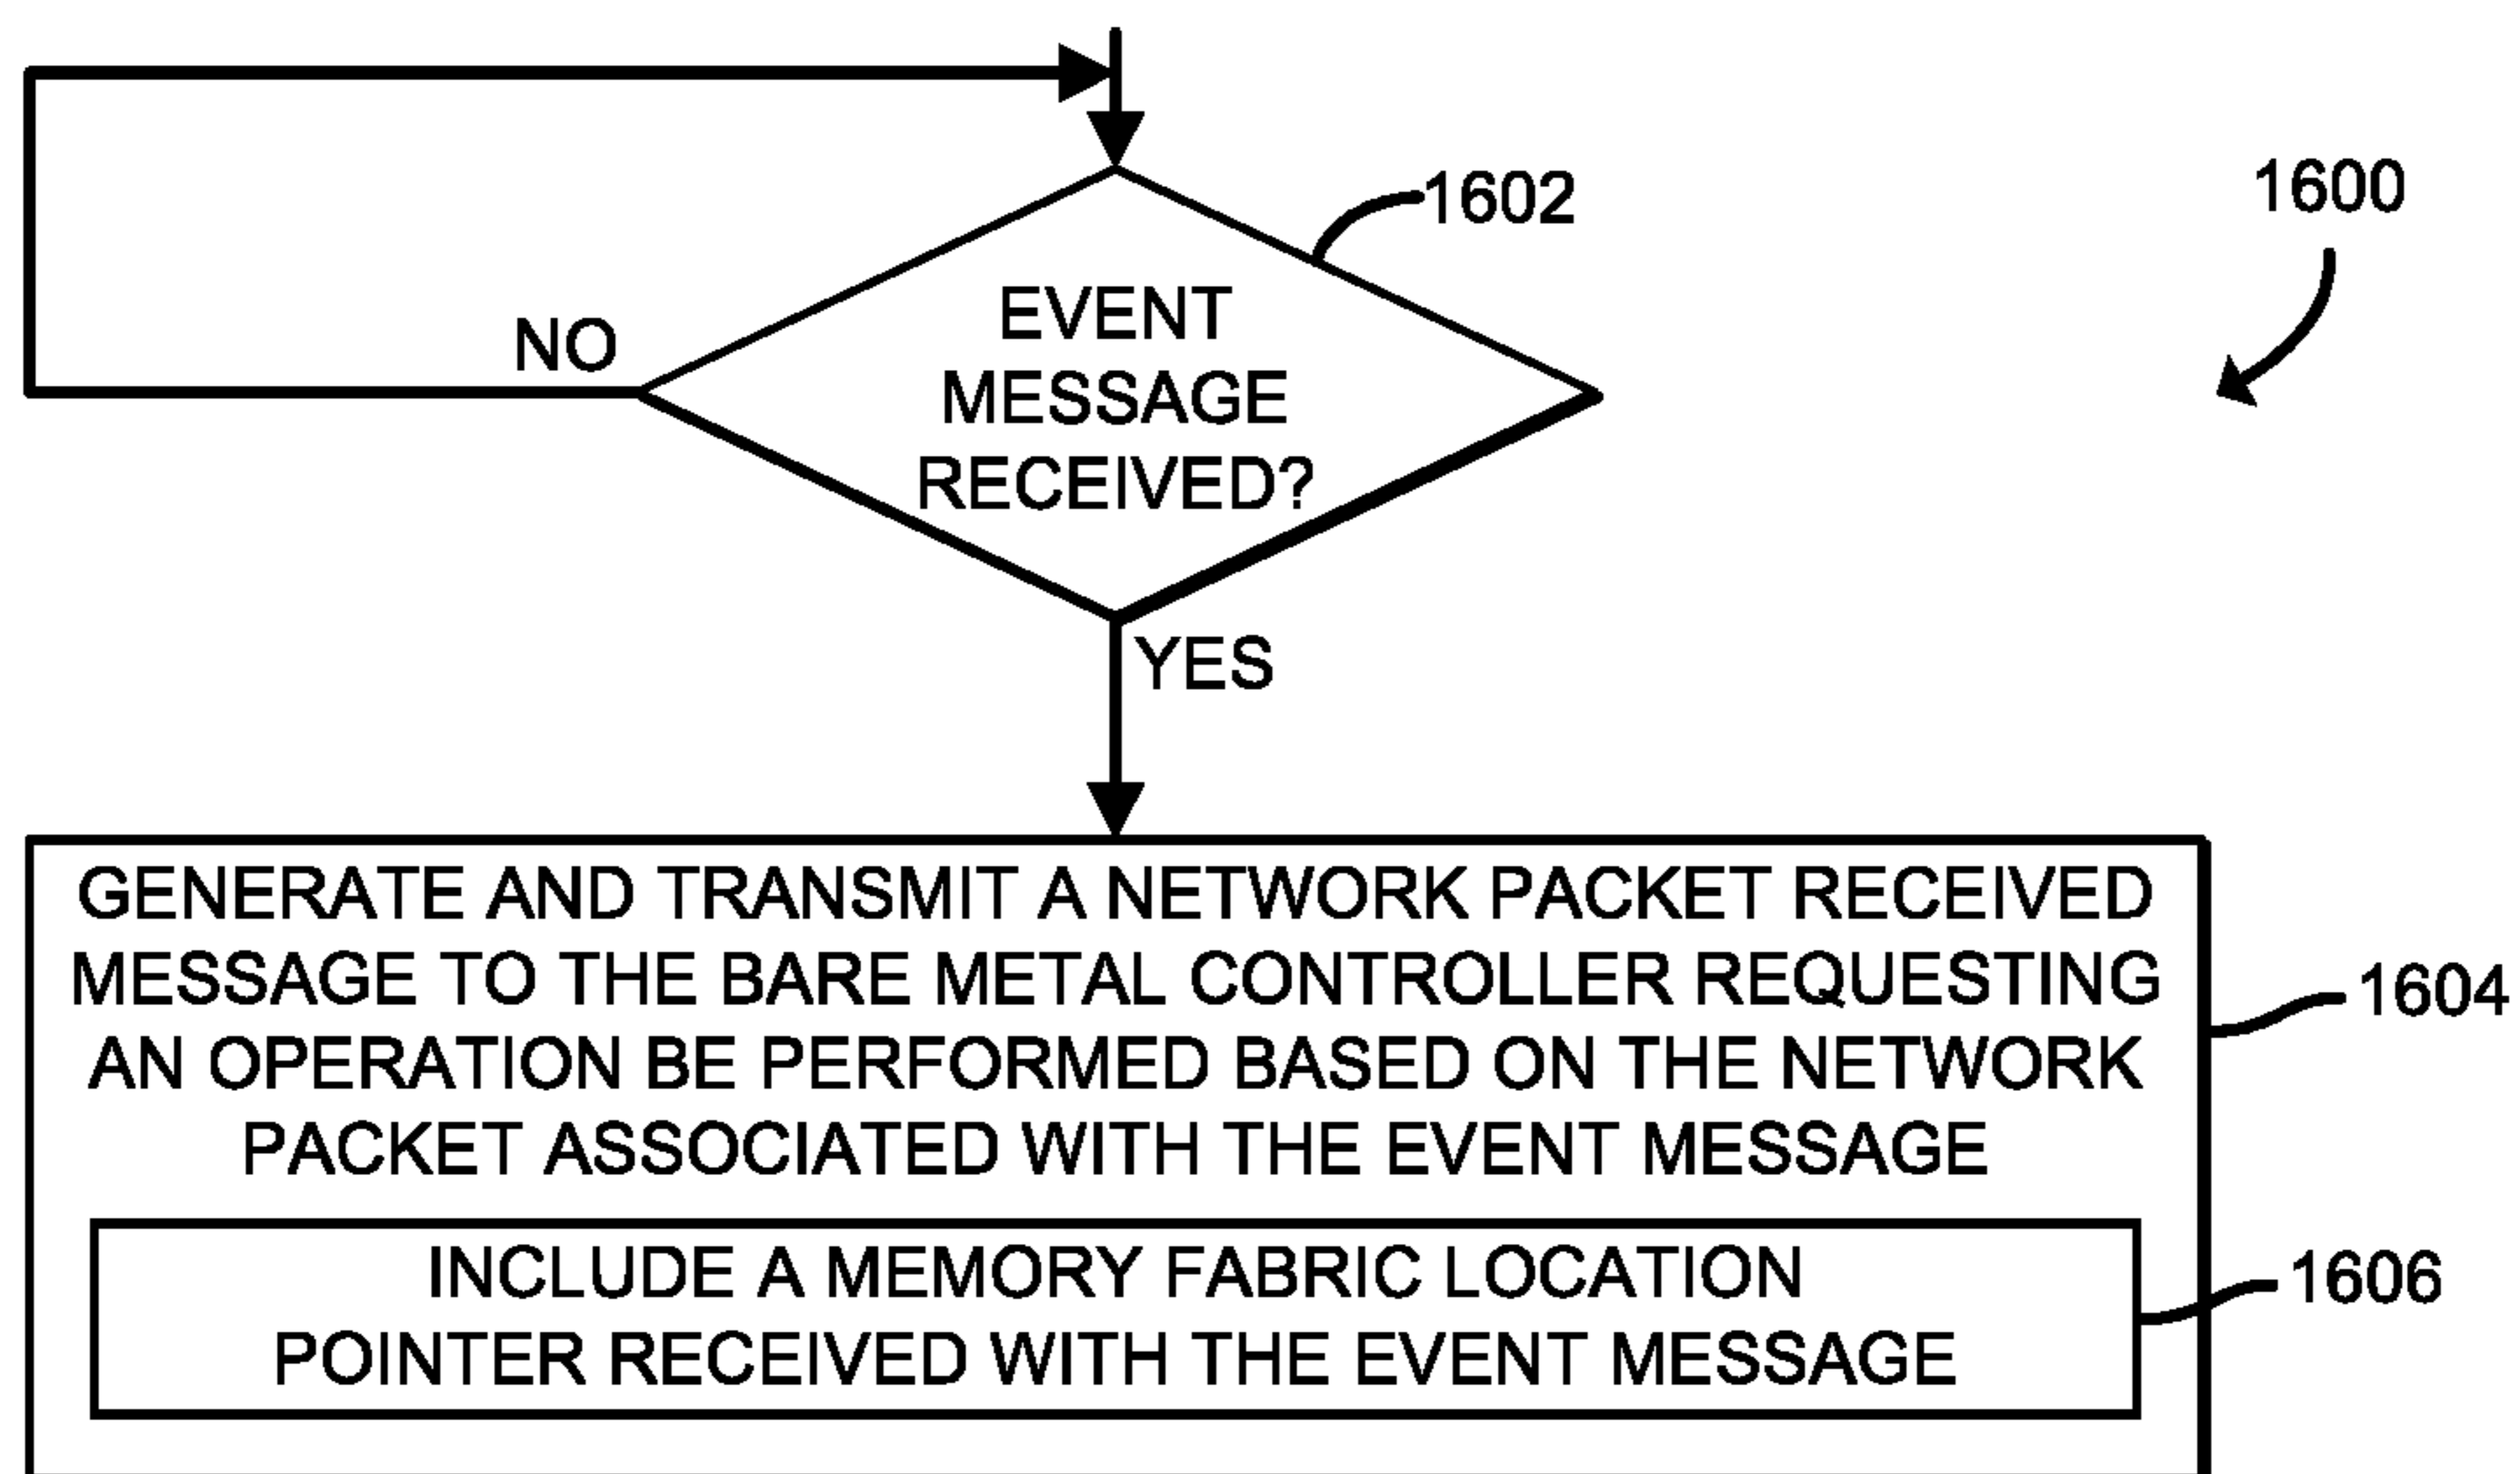 1602
1600
EVENT
MESSAGE
RECEIVED?
NO
YES
GENERATE AND TRANSMIT A NETWORK PACKET RECEIVED
MESSAGE TO THE BARE METAL CONTROLLER REQUESTING
AN OPERATION BE PERFORMED BASED ON THE NETWORK
PACKET ASSOCIATED WITH THE EVENT MESSAGE
1604
INCLUDE A MEMORY FABRIC LOCATION
POINTER RECEIVED WITH THE EVENT MESSAGE
1606